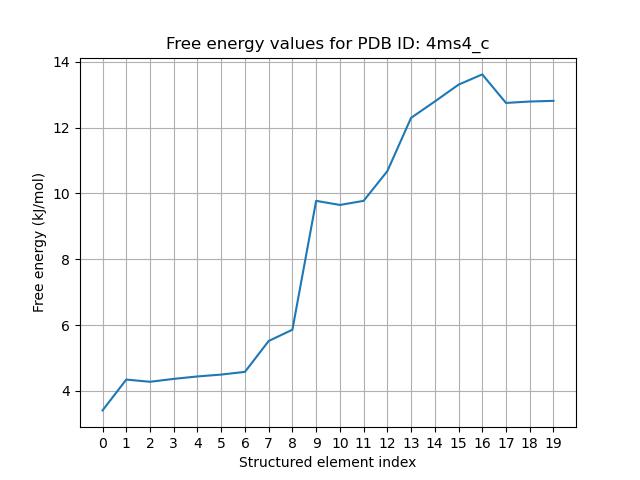 Free energy values for PDB ID: 4ms4_c
14
12
10
8
6
4
Free energy (kJ/mol)
0 1 2 3 4 5 6 7 8 9 10 11 12 13 14 15 16 17 18 19
Structured element index